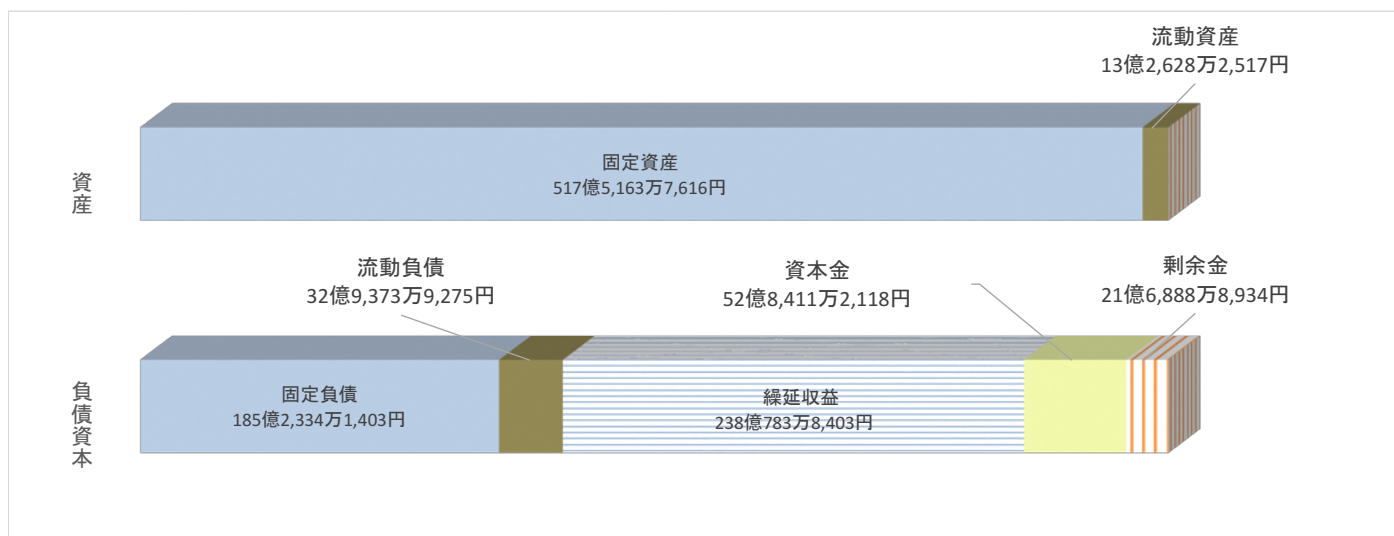 流動資産
13億2,628万2,517円
資産
固定資産
517億5,163万7,616円
流動負債
32億9,373万9,275円
資本金
52億8,411万2,118円
剰余金
21億6,888万8,934円
負債資本
固定負債
185億2,334万1,403円
繰延収益
238億783万8,403円